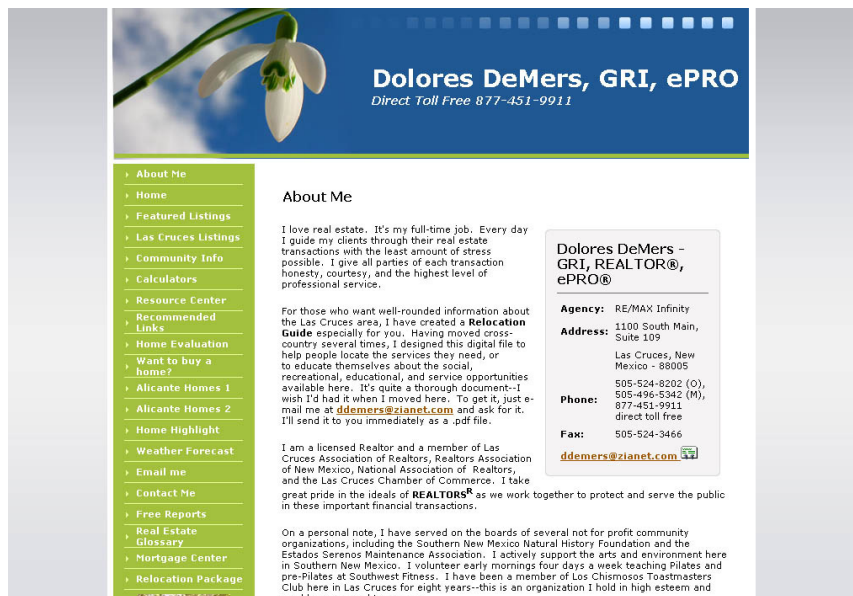 Dolores DeMers, GRI, ePRO
Direct Toll Free 877-451-9911
About Me
Home
Featured Listings
Las Cruces Listings
Community Info
Calculators
Resource Center
Recommended
Links
Home Evaluation
Want to buy a
home?
Alicante Homes 1
Alicante Homes 2
Home Highlight
Weather Forecast
Email me
Contact Me
Free Reports
Real Estate
Glossary
Mortgage Center
Relocation Package
About Me
I love real estate. It's my full-time job. Every day
I guide my clients through their real estate
transactions with the least amount of stress
possible. I give all parties of each transaction
honesty, courtesy, and the highest level of
professional service.
For those who want well-rounded information about
the Las Cruces area, I have created a Relocation
Guide especially for you. Having moved cross-
country several times, I designed this digital file to
help people locate the services they need, or
to educate themselves about the social,
recreational, educational, and service opportunities
available here. It's quite a thorough document--I
wish I'd had it when I moved here. To get it, just e-
mail me at ddemers@zianet.com and ask for it.
I'll send it to you immediately as a .pdf file.
I am a licensed Realtor and a member of Las
Cruces Association of Realtors, Realtors Association
of New Mexico, National Association of Realtors,
and the Las Cruces Chamber of Commerce. I take
great pride in the ideals of REALTORS^R as we work together to protect and serve the public
in these important financial transactions.
On a personal note, I have served on the boards of several not for profit community
organizations, including the Southern New Mexico Natural History Foundation and the
Estados Serenos Maintenance Association. I actively support the arts and environment here
in Southern New Mexico. I volunteer early mornings four days a week teaching Pilates and
pre-Pilates at Southwest Fitness. I have been a member of Los Chismosos Toastmasters
Club here in Las Cruces for eight years--this is an organization I hold in high esteem and
Dolores DeMers -
GRI, REALTOR®,
ePRO®
Agency: RE/MAX Infinity
Address: 1100 South Main,
Suite 109
Las Cruces, New
Mexico - 88005
Phone: 505-524-8202 (O),
505-496-5342 (M),
877-451-9911
direct toll free
Fax: 505-524-3466
ddemers@zianet.com